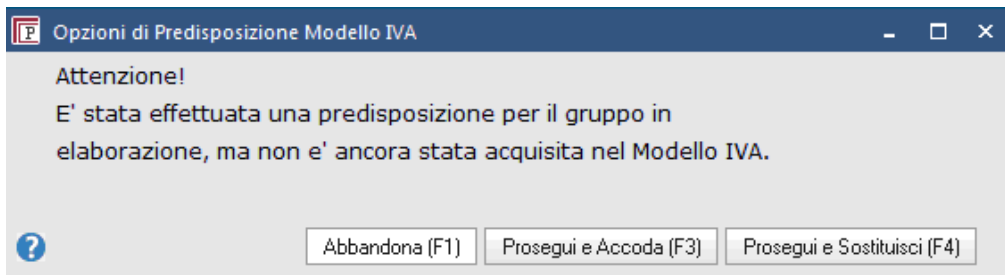 P Opzioni di Predisposizione Modello IVA
Attenzione!
E' stata effettuata una predisposizione per il gruppo in
elaborazione, ma non e' ancora stata acquisita nel Modello IVA.
? Abbandona (F1) Prosegui e Accoda (F3) Prosegui e Sostituisci (F4)